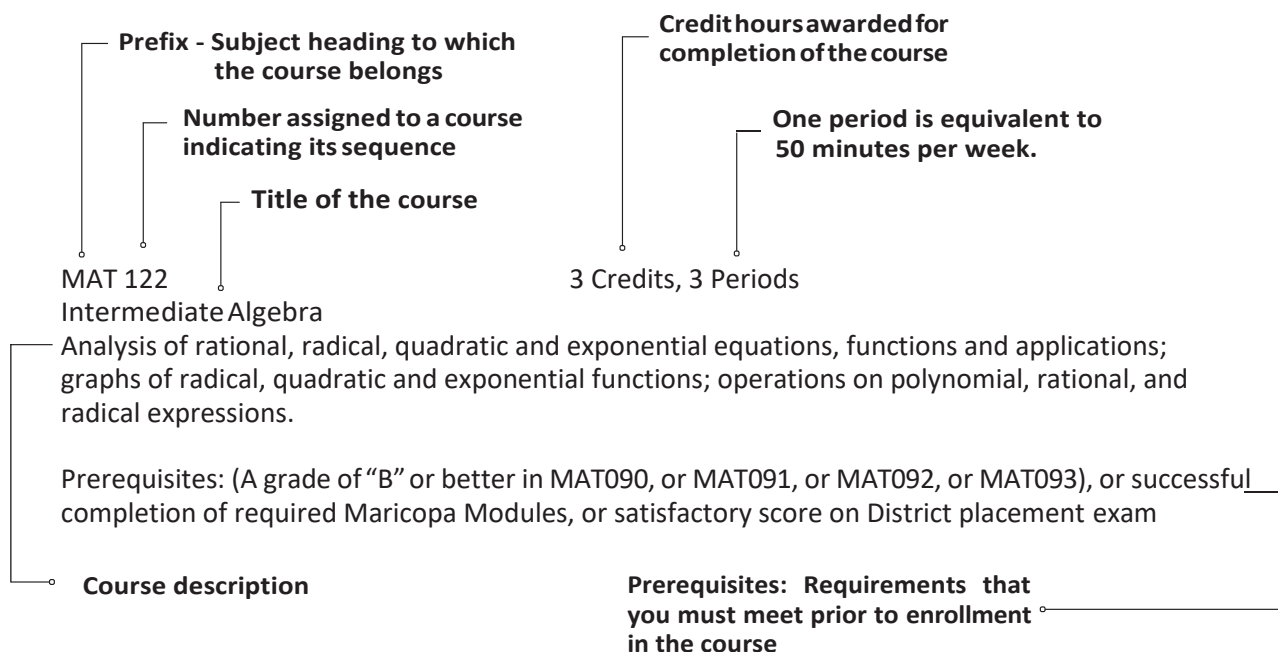 Prefix - Subject heading to which
the course belongs
Credit hours awarded for
completion of the course
Number assigned to a course
indicating its sequence
One period is equivalent to
50 minutes per week.
Title of the course
MAT 122
3 Credits, 3 Periods
Intermediate Algebra
Analysis of rational, radical, quadratic and exponential equations, functions and applications;
graphs of radical, quadratic and exponential functions; operations on polynomial, rational, and
radical expressions.
Prerequisites: (A grade of “B” or better in MAT090, or MAT091, or MAT092, or MAT093), or successful
completion of required Maricopa Modules, or satisfactory score on District placement exam
Course description
Prerequisites: Requirements that
you must meet prior to enrollment
in the course